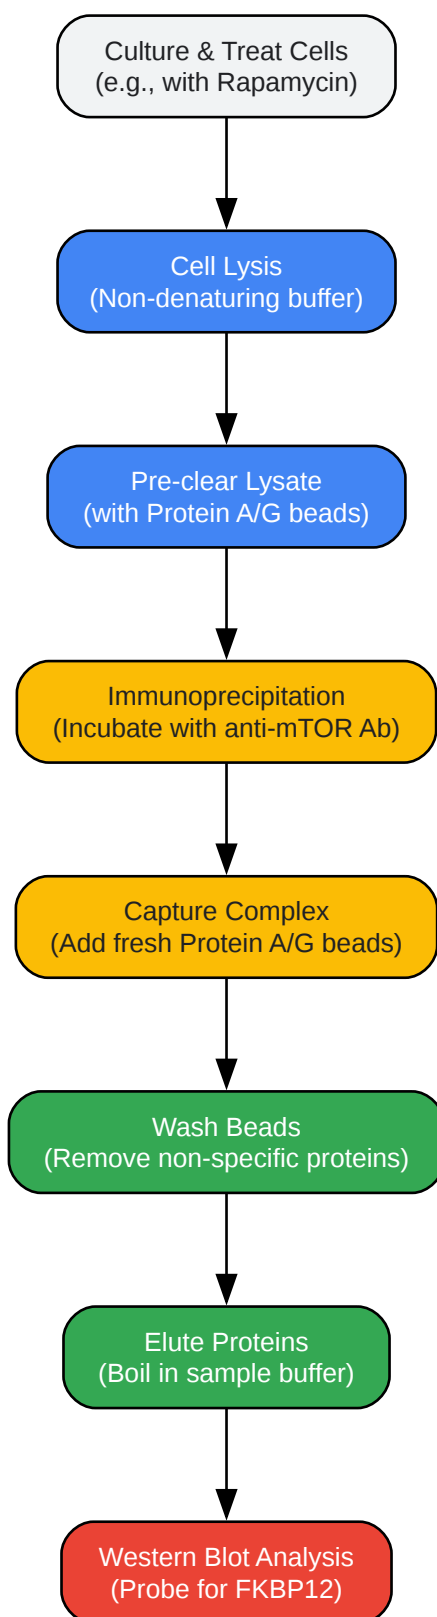 Culture & Treat Cells
(e.g., with Rapamycin)
Cell Lysis
(Non-denaturing buffer)
Pre-clear Lysate
(with Protein A/G beads)
Immunoprecipitation
(Incubate with anti-mTOR Ab)
Capture Complex
(Add fresh Protein A/G beads)
Wash Beads
(Remove non-specific proteins)
Elute Proteins
(Boil in sample buffer)
Western Blot Analysis
(Probe for FKBP12)